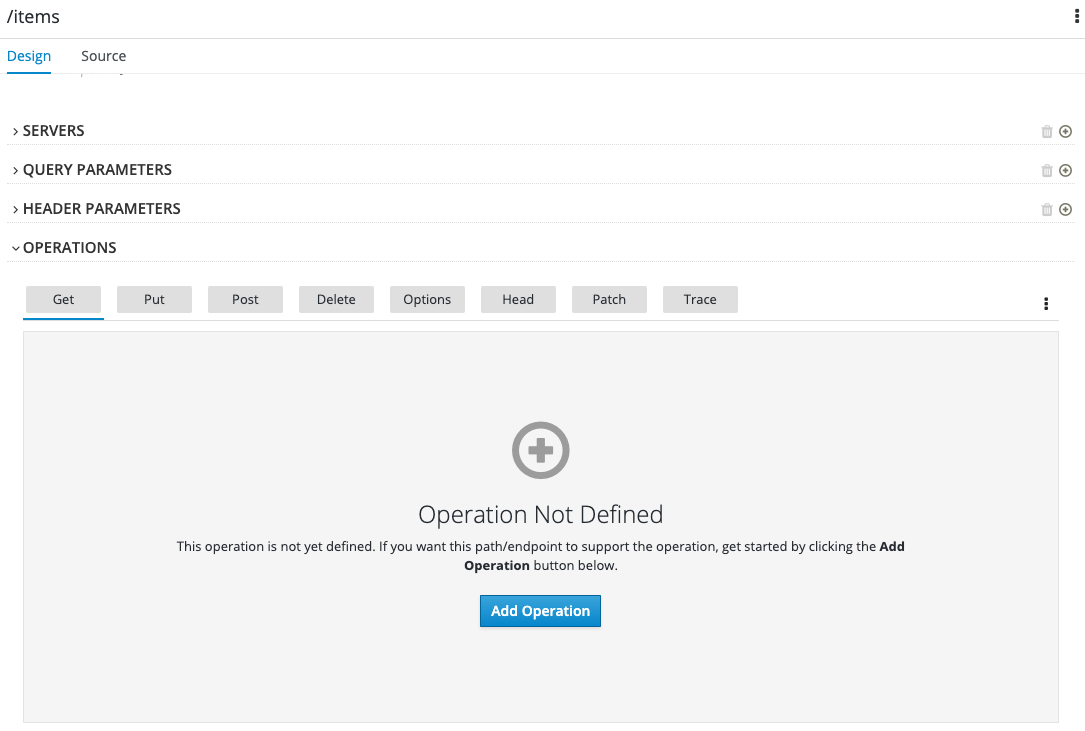 /items
Design Source
SERVERS
QUERY PARAMETERS
HEADER PARAMETERS
OPERATIONS
Get Put Post Delete Options Head Patch Trace
Operation Not Defined
This operation is not yet defined. If you want this path/endpoint to support the operation, get started by clicking the Add
Operation button below.
Add Operation